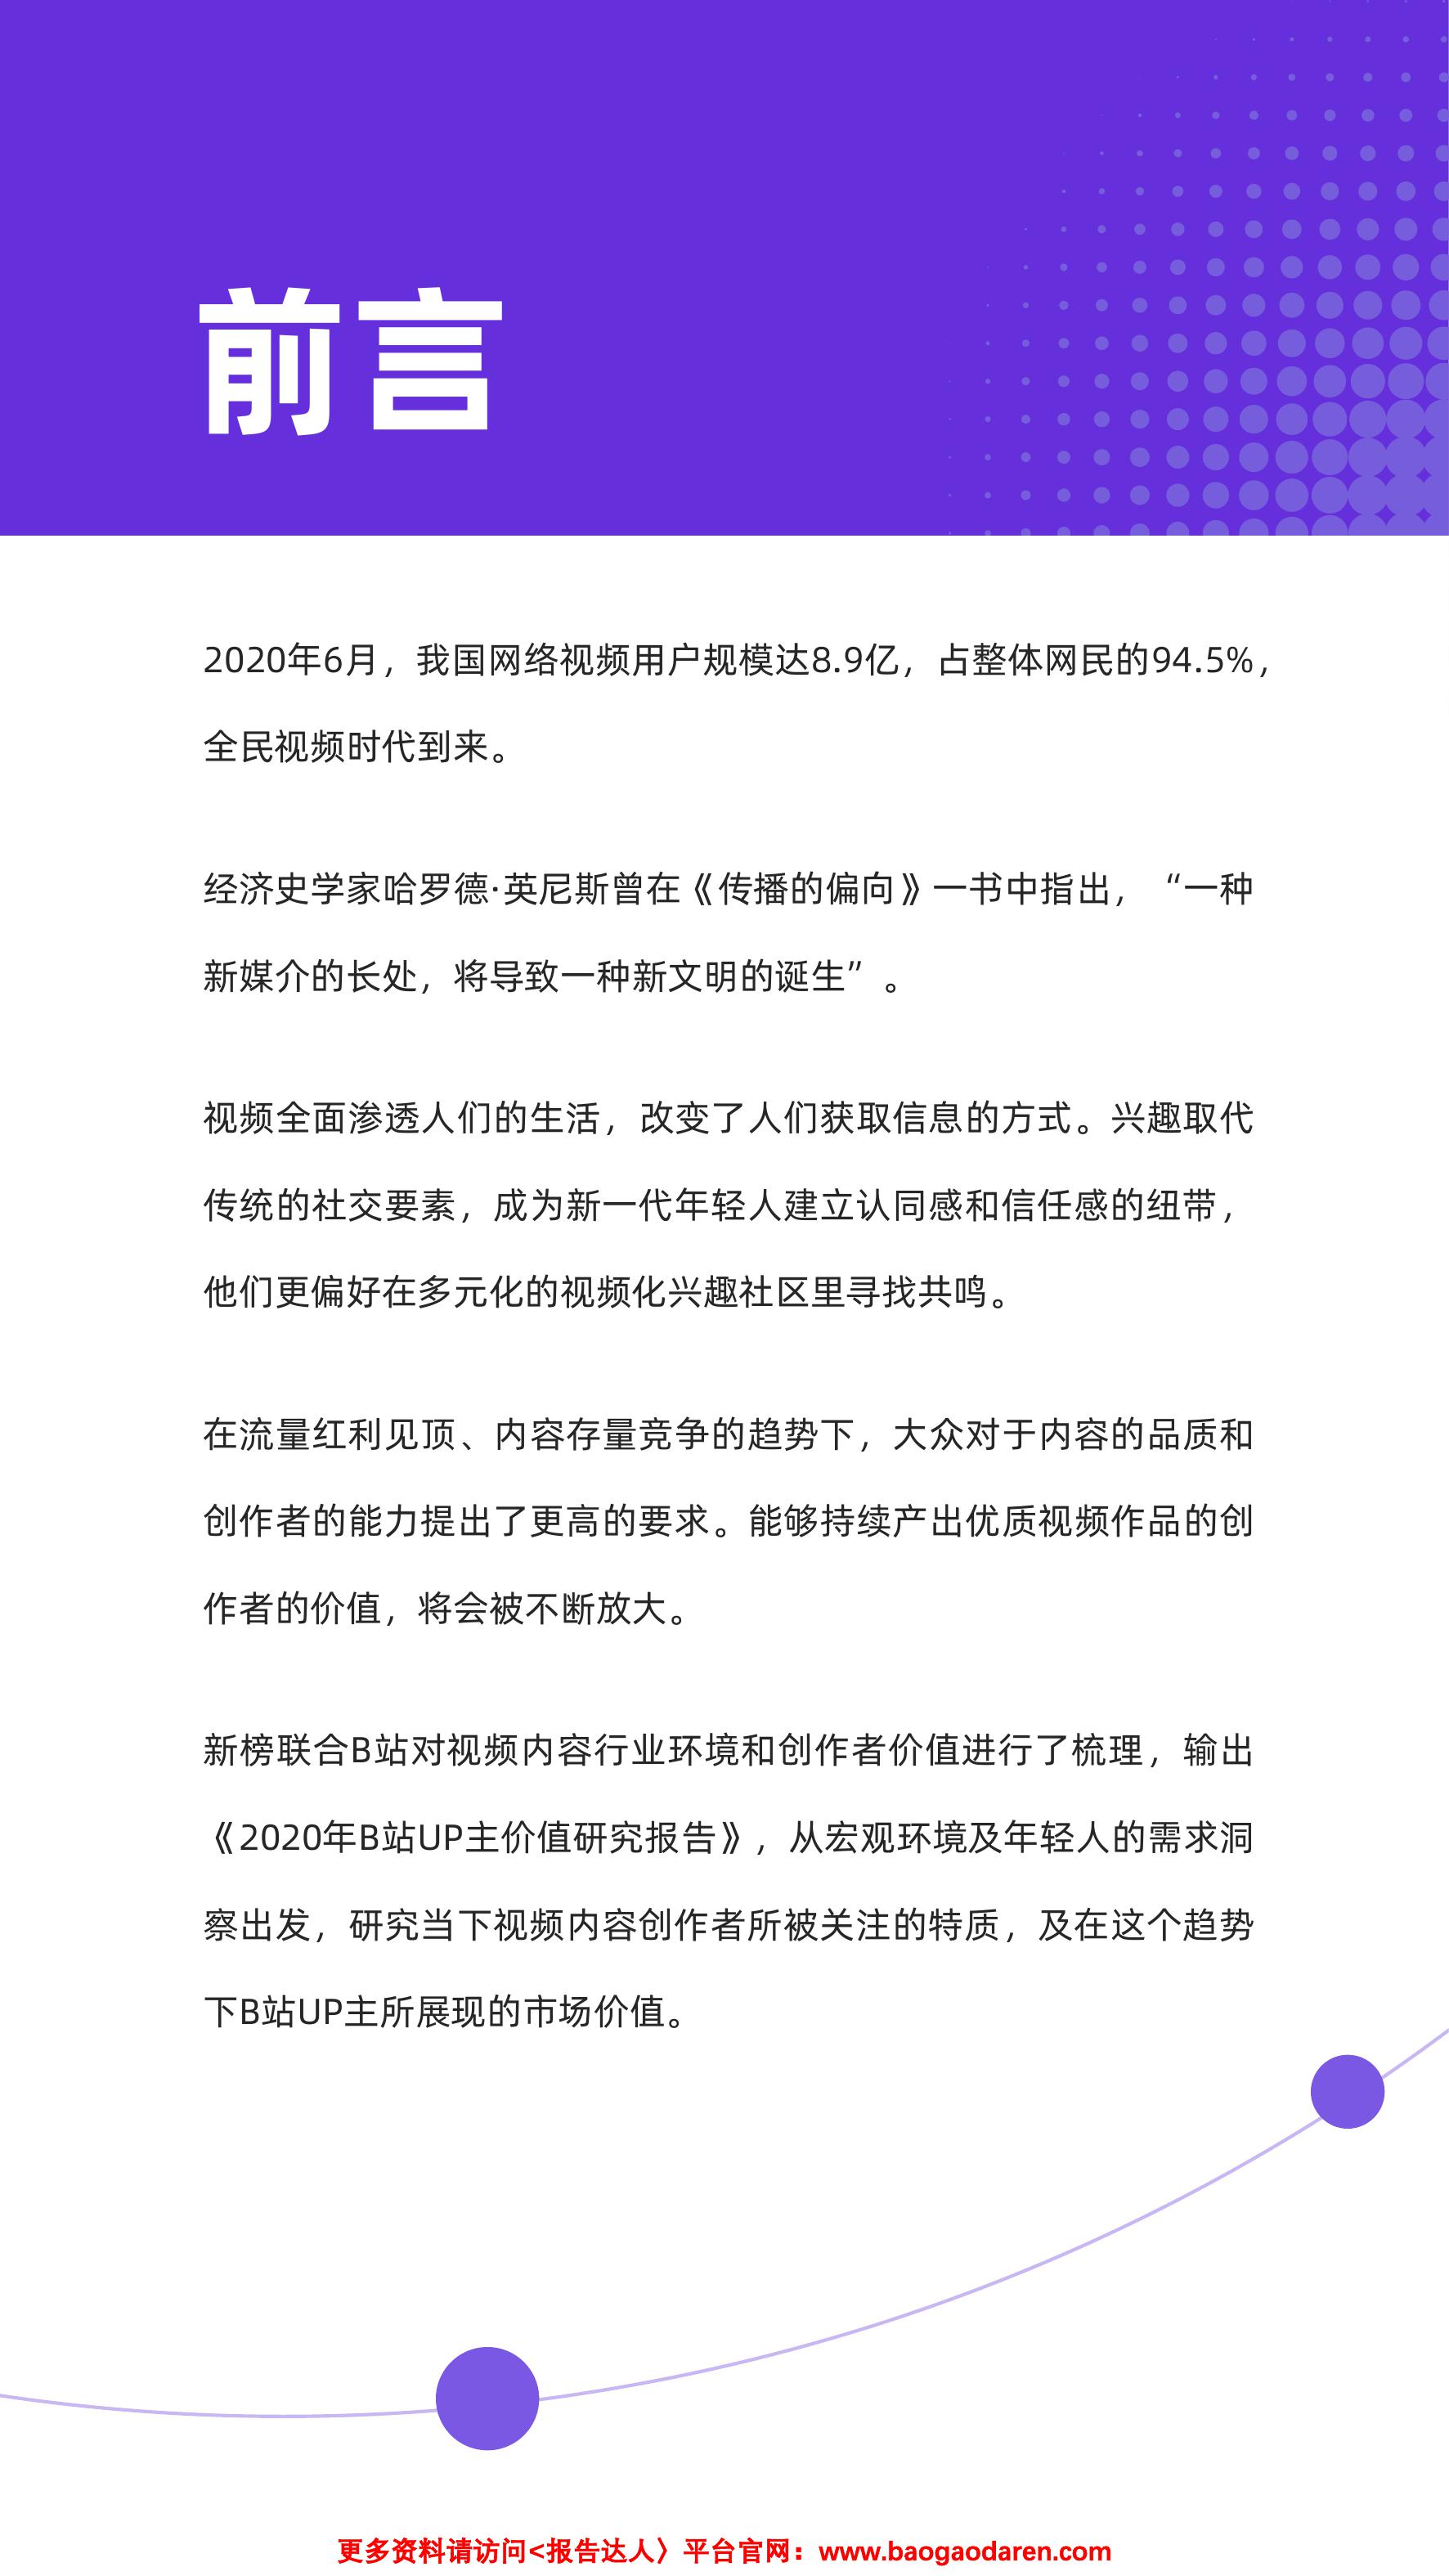 前言
2020年6月，我国网络视频用户规模达8.9亿，占整体网民的94.5%，
全民视频时代到来。
经济史学家哈罗德·英尼斯曾在《传播的偏向》一书中指出，“一种
新媒介的长处，将导致一种新文明的诞生”。
视频全面渗透人们的生活，改变了人们获取信息的方式。兴趣取代
传统的社交要素，成为新一代年轻人建立认同感和信任感的纽带，
他们更偏好在多元化的视频化兴趣社区里寻找共鸣。
在流量红利见顶、内容存量竞争的趋势下，大众对于内容的品质和
创作者的能力提出了更高的要求。能够持续产出优质视频作品的创
作者的价值，将会被不断放大。
新榜联合B站对视频内容行业环境和创作者价值进行了梳理，输出
《2020年B站UP主价值研究报告》，从宏观环境及年轻人的需求洞
察出发，研究当下视频内容创作者所被关注的特质，及在这个趋势
下B站UP主所展现的市场价值。
更多资料请访问<报告达人〉平台官网：www.baogaodaren.com